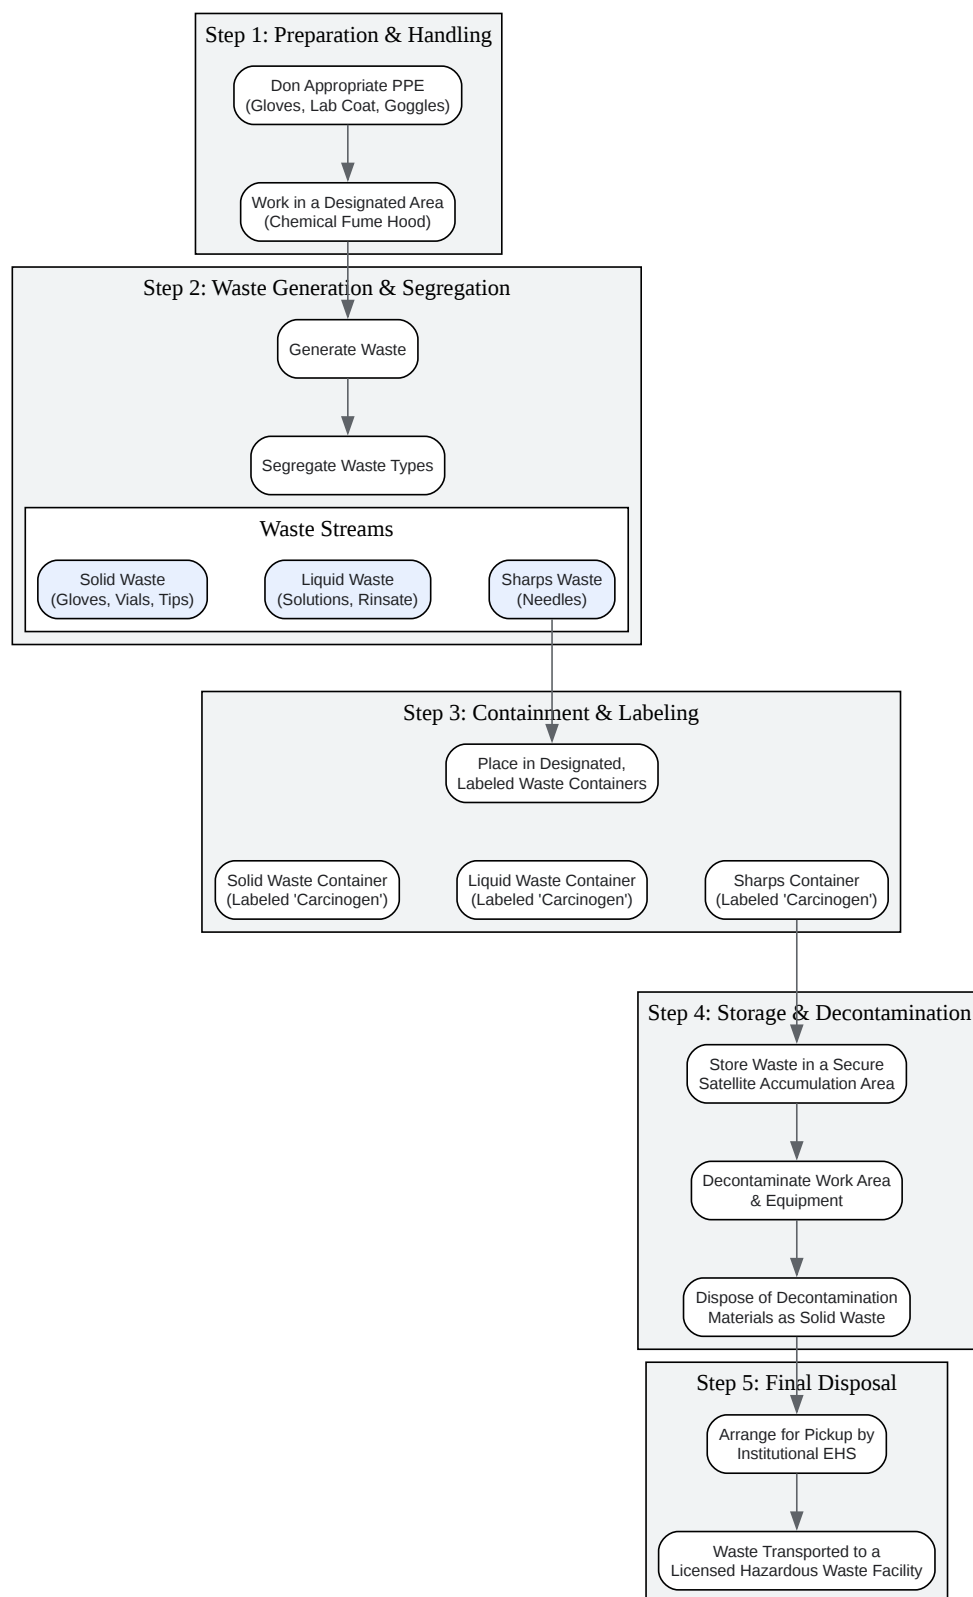 Step 1: Preparation & Handling
Don Appropriate PPE
(Gloves, Lab Coat, Goggles)
Work in a Designated Area
(Chemical Fume Hood)
Step 2: Waste Generation & Segregation
Generate Waste
Segregate Waste Types
Waste Streams
Solid Waste
(Gloves, Vials, Tips)
Liquid Waste
(Solutions, Rinsate)
Sharps Waste
(Needles)
Step 3: Containment & Labeling
Place in Designated,
Labeled Waste Containers
Solid Waste Container
(Labeled 'Carcinogen')
Liquid Waste Container
(Labeled 'Carcinogen')
Sharps Container
(Labeled 'Carcinogen')
Step 4: Storage & Decontamination
Store Waste in a Secure
Satellite Accumulation Area
Decontaminate Work Area
& Equipment
Dispose of Decontamination
Materials as Solid Waste
Step 5: Final Disposal
Arrange for Pickup by
Institutional EHS
Waste Transported to a
Licensed Hazardous Waste Facility